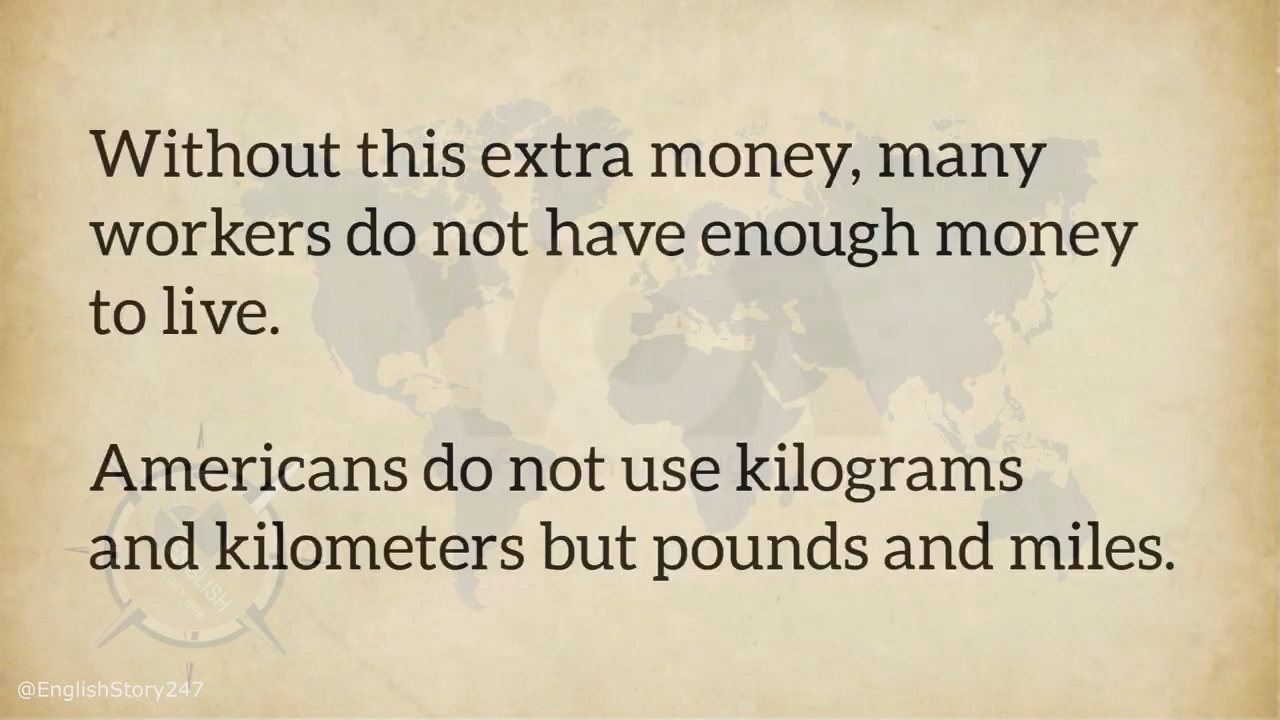 Without this extra money, many
workers do not have enough money
to live.
Americans do not use kilograms
and kilometers but pounds and miles.
ENGLISH
@EnglishStory247